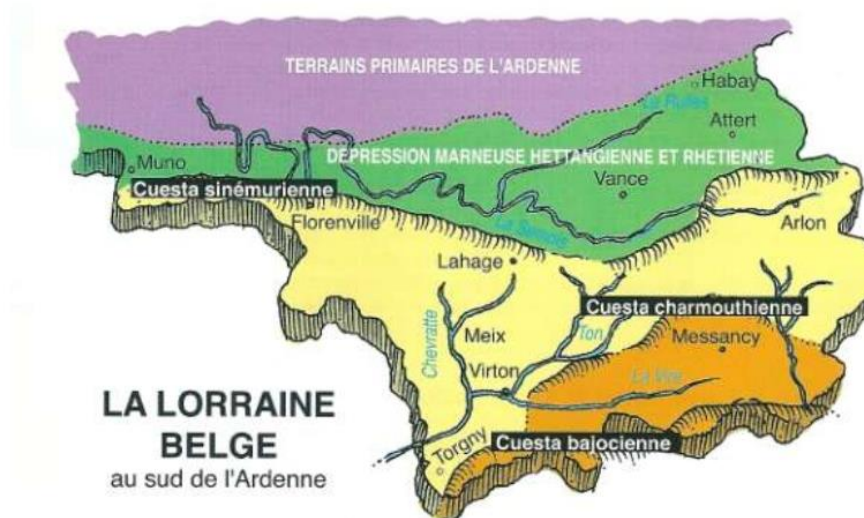 TERRAINS PRIMAIRES DE L'ARDENNE
Habay
La Rulles
Attert
DÉPRESSION MARNEUSE HETTANGIENNE ET RHETIENNE
Muno
Vance
Cuesta sinémurienne
Florenville
La Semois
Arlon
Lahage
Cuesta charmouthienne
Chevratte
Meix
Ton
Messancy
Virton
La Vire
LA LORRAINE
BELGE
au sud de l'Ardenne
Torgny
Cuesta bajocienne